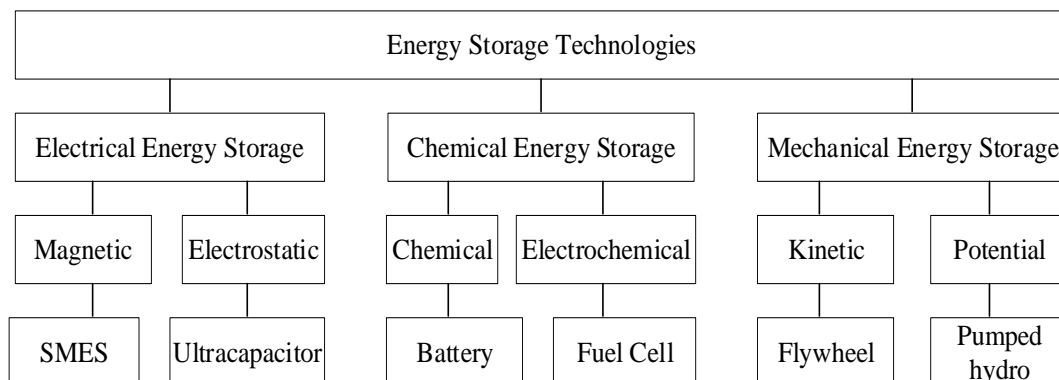 Energy Storage Technologies
Electrical Energy Storage
Chemical Energy Storage
Mechanical Energy Storage
Magnetic
Electrostatic
Chemical
Electrochemical
Kinetic
Potential
SMES
Ultracapacitor
Battery
Fuel Cell
Flywheel
Pumped
hydro